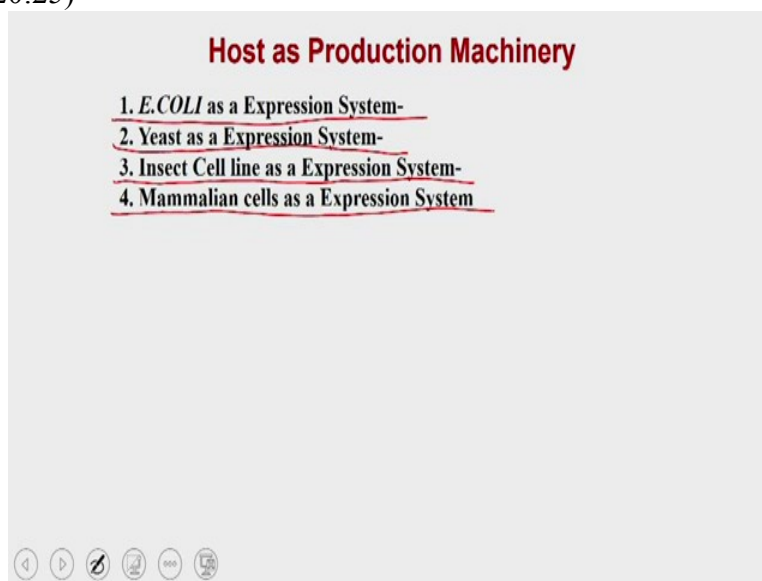 Host as Production Machinery
1. E.COLI as a Expression System-
2. Yeast as a Expression System-
3. Insect Cell line as a Expression System-
4. Mammalian cells as a Expression System